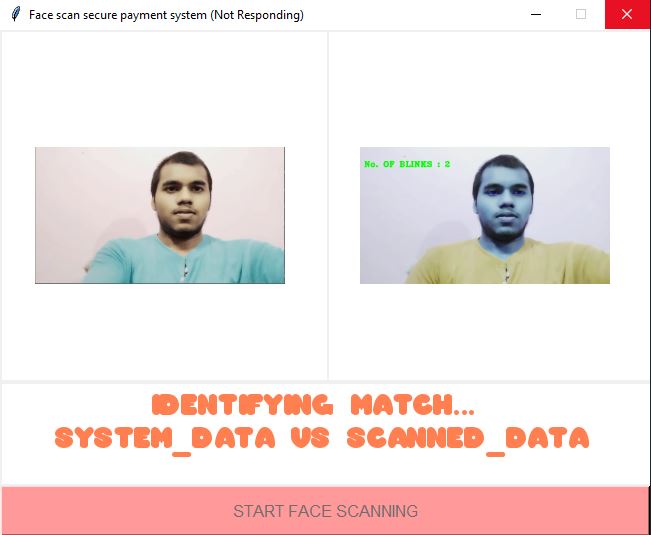 Face scan secure payment system (Not Responding)
No. OF BLINKS : 2
IDENTIFYING MATCH...
SYSTEM_DATA VS SCANNED_DATA
START FACE SCANNING